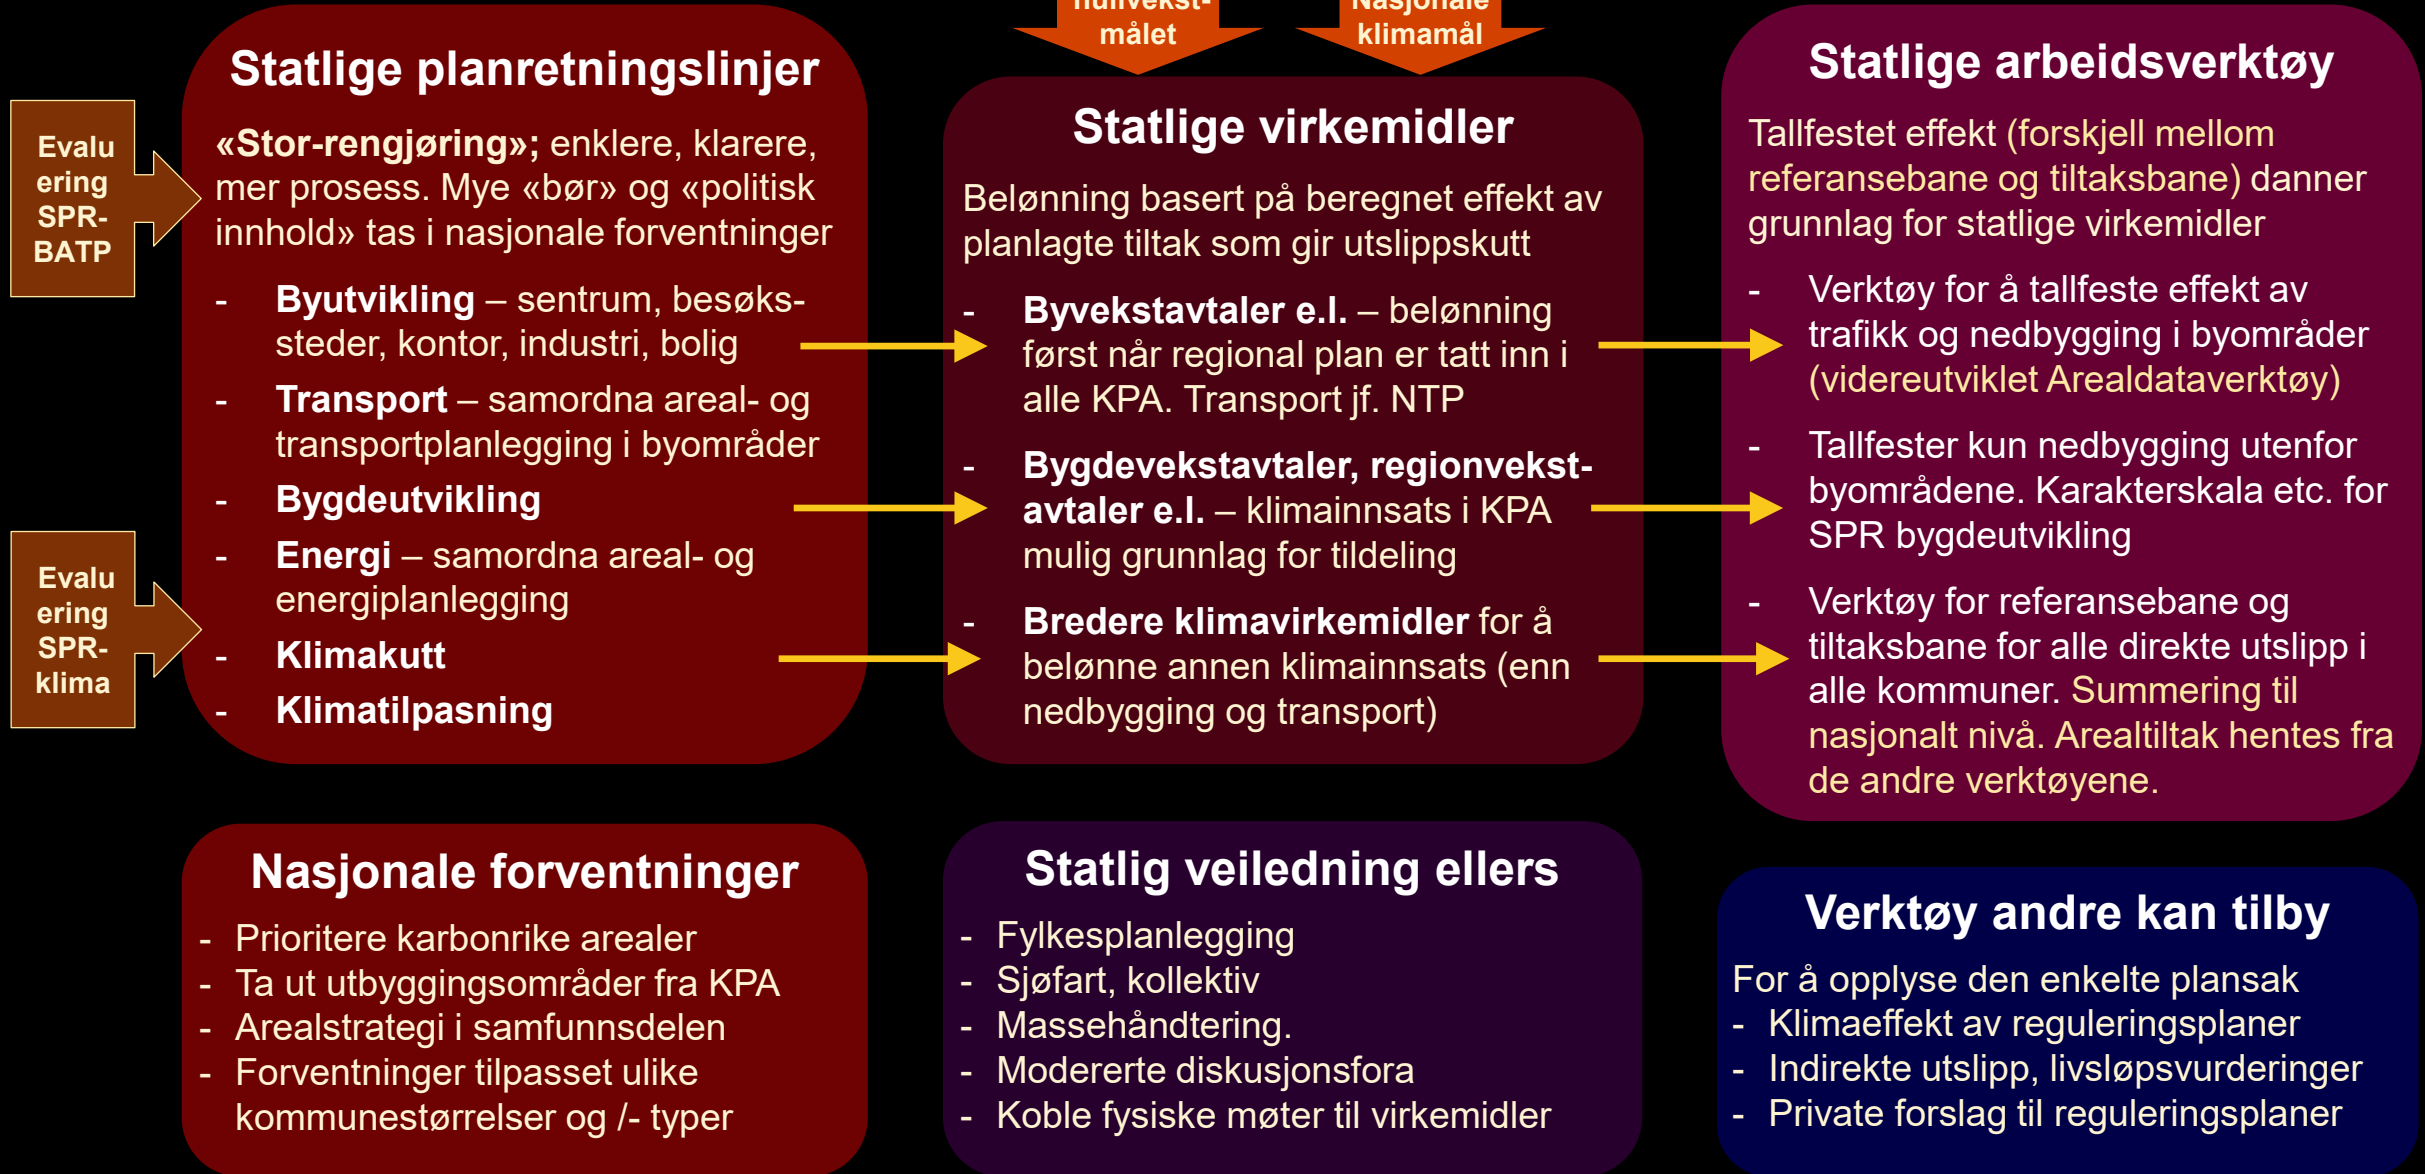 nullvekst-
målet
Nasjonale
klimamål
Evalu
ering
SPR-
BATP
Evalu
ering
SPR-
klima
Statlige planretningslinjer
«Stor-rengjøring»; enklere, klarere,
mer prosess. Mye «bør» og «politisk
innhold» tas i nasjonale forventninger
- Byutvikling – sentrum, besøks-
steder, kontor, industri, bolig
- Transport – samordna areal- og
transportplanlegging i byområder
- Bygdeutvikling
- Energi – samordna areal- og
energiplanlegging
- Klimakutt
- Klimatilpasning
Statlige virkemidler
Belønning basert på beregnet effekt av
planlagte tiltak som gir utslippskutt
- Byvekstavtaler e.l. – belønning
først når regional plan er tatt inn i
alle KPA. Transport jf. NTP
- Bygdevekstavtaler, regionvekst-
avtaler e.l. – klimainnsats i KPA
mulig grunnlag for tildeling
- Bredere klimavirkemidler for å
belønne annen klimainnsats (enn
nedbygging og transport)
Statlige arbeidsverktøy
Tallfestet effekt (forskjell mellom
referansebane og tiltaksbane) danner
grunnlag for statlige virkemidler
- Verktøy for å tallfeste effekt av
trafikk og nedbygging i byområder
(videreutviklet Arealdataverktøy)
- Tallfester kun nedbygging utenfor
byområdene. Karakterskala etc. for
SPR bygdeutvikling
- Verktøy for referansebane og
tiltaksbane for alle direkte utslipp i
alle kommuner. Summering til
nasjonalt nivå. Arealtiltak hentes fra
de andre verktøyene.
Nasjonale forventninger
- Prioritere karbonrike arealer
- Ta ut utbyggingsområder fra KPA
- Arealstrategi i samfunnsdelen
- Forventninger tilpasset ulike
kommunestørrelser og /- typer
Statlig veiledning ellers
- Fylkesplanlegging
- Sjøfart, kollektiv
- Massehåndtering.
- Modererte diskusjonsfora
- Koble fysiske møter til virkemidler
Verktøy andre kan tilby
For å opplyse den enkelte plansak
- Klimaeffekt av reguleringsplaner
- Indirekte utslipp, livsløpsvurderinger
- Private forslag til reguleringsplaner